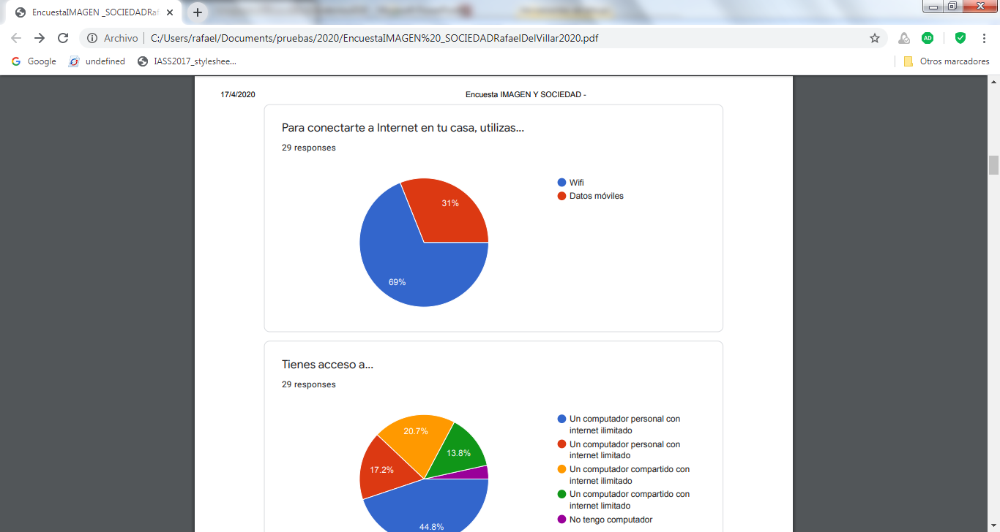 EncuestaIMAGEN _SOCIEDADRaf
Archivo
C:/Users/rafael/Documents/pruebas/2020/EncuestaIMAGEN%20_SOCIEDADRafaelDelVillar2020.pdf
AD
Google
undefined
IASS2017_styleshee...
Otros marcadores
17/4/2020
Encuesta IMAGEN Y SOCIEDAD -
Para conectarte a Internet en tu casa, utilizas...
29 responses
Wifi
Datos móviles
31%
69%
Tienes acceso a...
29 responses
Un computador personal con
internet ilimitado
Un computador personal con
internet limitado
Un computador compartido con
internet ilimitado
Un computador compartido con
internet limitado
No tengo computador
20.7%
13.8%
17.2%
44.8%